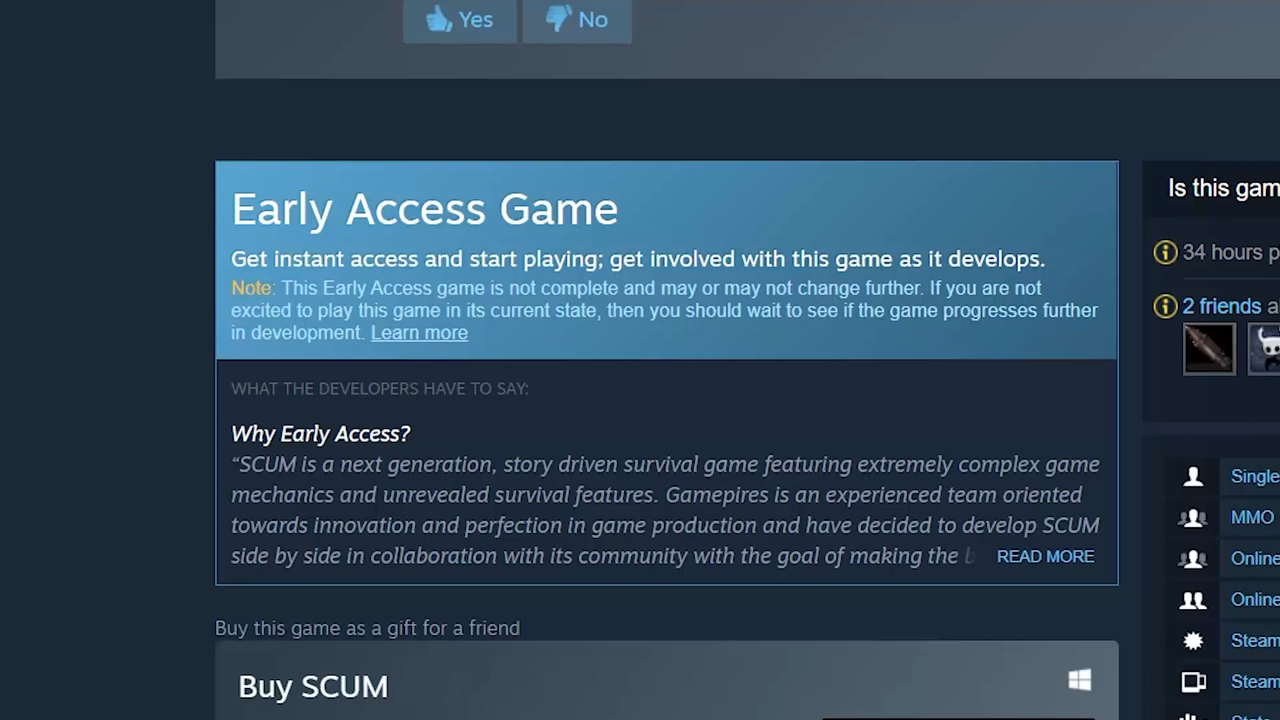 Yes
No
Early Access Game
Get instant access and start playing; get involved with this game as it develops.
Note: This Early Access game is not complete and may or may not change further. If you are not
excited to play this game in its current state, then you should wait to see if the game progresses further
in development. Learn more
WHAT THE DEVELOPERS HAVE TO SAY:
Why Early Access?
“SCUM is a next generation, story driven survival game featuring extremely complex game
mechanics and unrevealed survival features. Gamepires is an experienced team oriented
towards innovation and perfection in game production and have decided to develop SCUM
side by side in collaboration with its community with the goal of making the b
READ MORE
Buy this game as a gift for a friend
Buy SCUM
Is this gam
34 hours p
2 friends a
Single
MMO
Online
Online
Steam
Steam